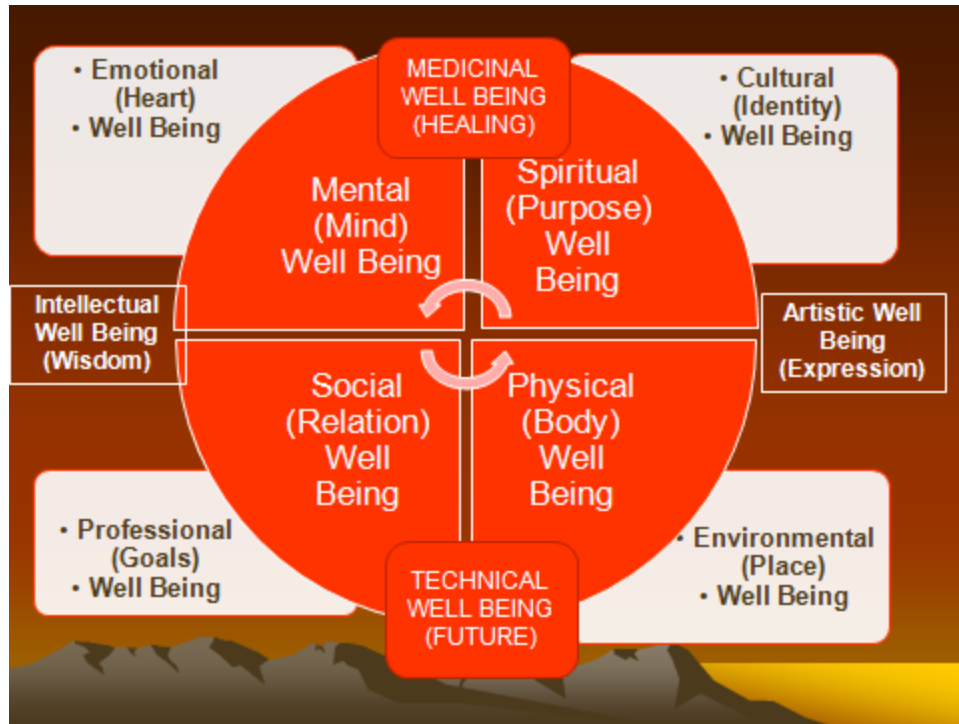 • Emotional
(Heart)
• Well Being
MEDICINAL
WELL BEING
(HEALING)
• Cultural
(Identity)
• Well Being
Mental
(Mind)
Well Being
Spiritual
(Purpose)
Well
Being
Intellectual
Well Being
(Wisdom)
Artistic Well
Being
(Expression)
Social
(Relation)
Well
Being
Physical
(Body)
Well
Being
• Professional
(Goals)
• Well Being
TECHNICAL
WELL BEING
(FUTURE)
• Environmental
(Place)
• Well Being